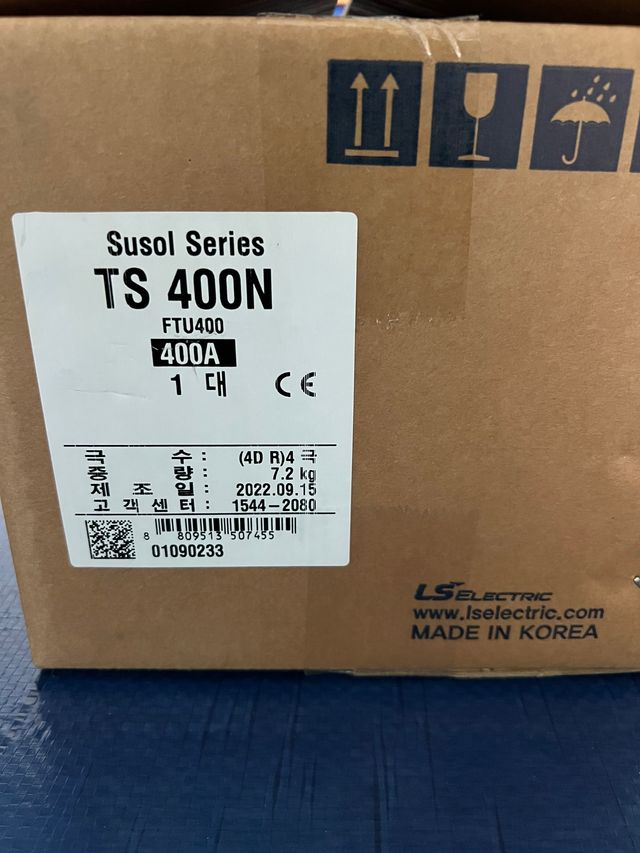 Susol Series
TS 400N
FTU400
400A
1 대 CE
극 수 : (4D R)4 극
중 량 : 7.2 kg
제 조 일 : 2022.09.15
고 객 센 터 : 1544-2080
8 809513 507455
01090233
LS ELECTRIC
www.lselectric.com
MADE IN KOREA